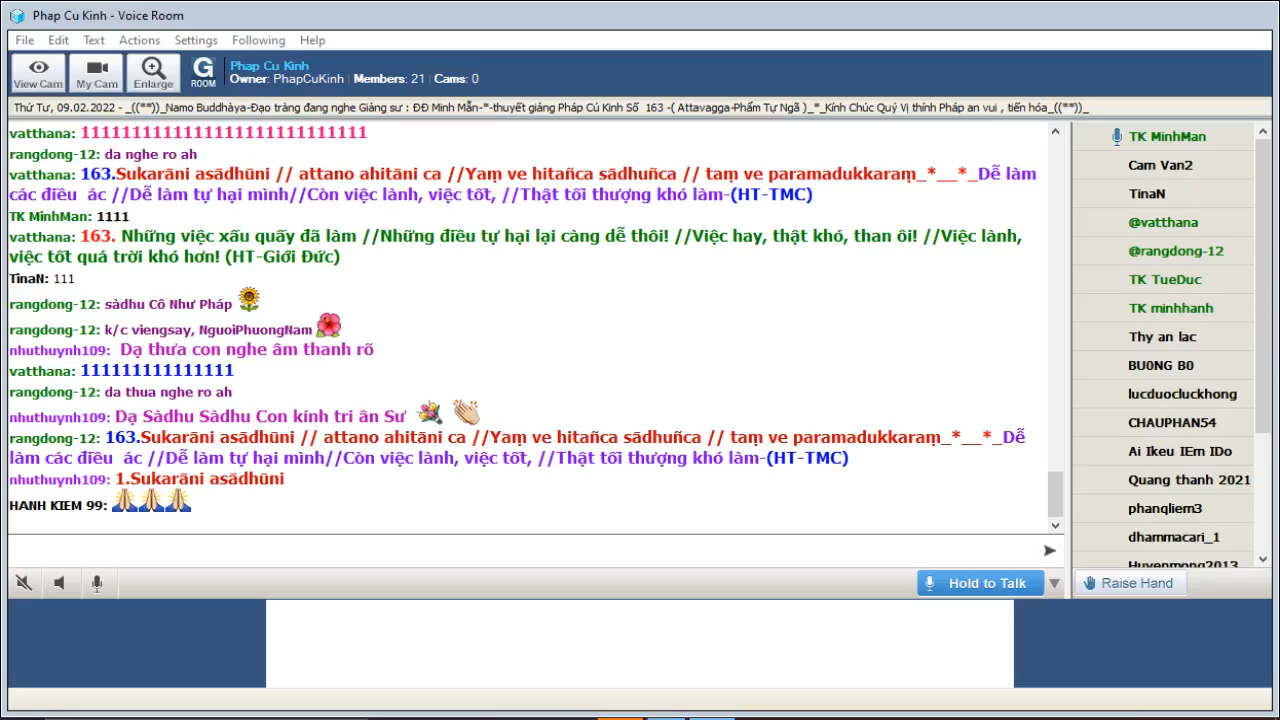 Phap Cu Kinh - Voice Room
File Edit Text Actions Settings Following Help
View Cam My Cam Enlarge G ROOM
Phap Cu Kinh
Owner: PhapCuKinh Members: 21 Cams: 0
Thứ Tư, 09.02.2022 - _((**))_Namo Buddhàya-Đạo tràng đang nghe Giảng sư : ĐĐ Minh Mẫn-*-thuyết giảng Pháp Cú Kinh Số 163 -( Attavagga-Phẩm Tự Ngã )_*_Kính Chúc Quý Vị thính Pháp an vui , tiến hóa_((**))_
vatthana: 1111111111111111111111111111
rangdong-12: da nghe ro ah
vatthana: 163.Sukarāni asādhūni // attano ahitāni ca //Yaṃ ve hitañca sādhuñca // taṃ ve paramadukkaraṃ_*__*_Dễ làm
các điều ác //Dễ làm tự hại mình//Còn việc lành, việc tốt, //Thật tối thượng khó làm-(HT-TMC)
TK MinhMan: 1111
vatthana: 163. Những việc xấu quấy đã làm //Những điều tự hại lại càng dễ thôi! //Việc hay, thật khó, than ôi! //Việc lành,
việc tốt quá trời khó hơn! (HT-Giới Đức)
TinaN: 111
rangdong-12: sàdhu Cô Như Pháp
rangdong-12: k/c viengsay, NguoiPhuongNam
nhuthuynh109: Dạ thưa con nghe âm thanh rõ
vatthana: 111111111111111
rangdong-12: da thua nghe ro ah
nhuthuynh109: Dạ Sàdhu Sàdhu Con kính tri ân Sư
rangdong-12: 163.Sukarāni asādhūni // attano ahitāni ca //Yaṃ ve hitañca sādhuñca // taṃ ve paramadukkaraṃ_*__*_Dễ
làm các điều ác //Dễ làm tự hại mình//Còn việc lành, việc tốt, //Thật tối thượng khó làm-(HT-TMC)
nhuthuynh109: 1.Sukarāni asādhūni
HANH KIEM 99:
TK MinhMan
Cam Van2
TinaN
@vatthana
@rangdong-12
TK TueDuc
TK minhhanh
Thy an lac
BU0NG B0
lucduocluckhong
CHAUPHAN54
Ai Ikeu IEm IDo
Quang thanh 2021
phanqliem3
dhammacari_1
Huyenmong2013
Hold to Talk
Raise Hand